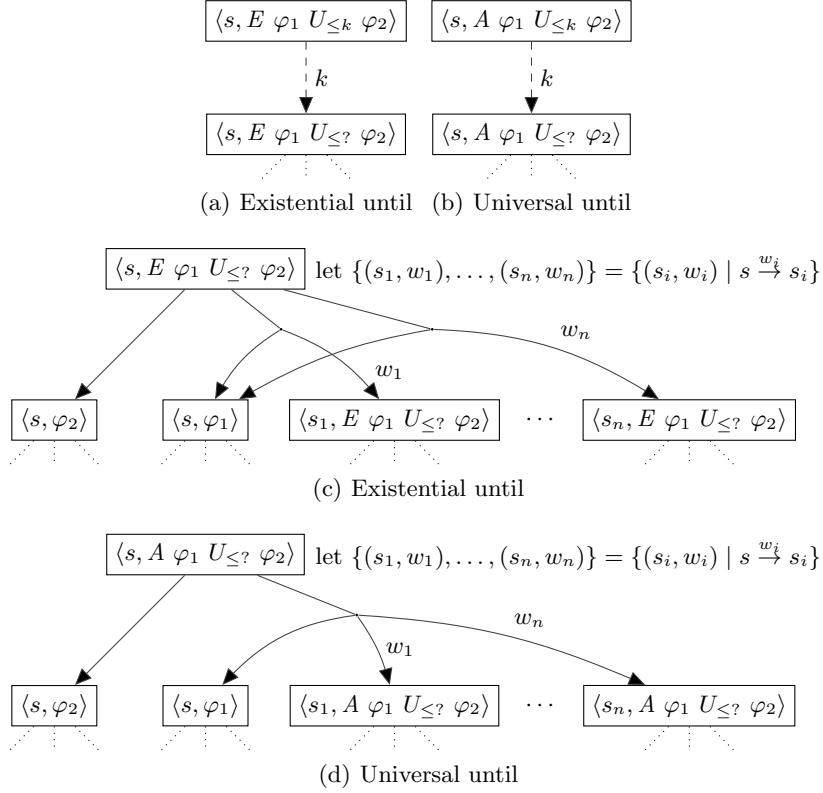 ⟨s, E φ₁ U≤k φ₂⟩ ⟨s, A φ₁ U≤k φ₂⟩
k k
⟨s, E φ₁ U≤? φ₂⟩ ⟨s, A φ₁ U≤? φ₂⟩
(a) Existential until (b) Universal until
⟨s, E φ₁ U≤? φ₂⟩ let {(s₁, w₁), …, (sₙ, wₙ)} = {(sᵢ, wᵢ) | s →^{wᵢ} sᵢ}
wₙ
w₁
⟨s, φ₂⟩ ⟨s, φ₁⟩ ⟨s₁, E φ₁ U≤? φ₂⟩ ⋯ ⟨sₙ, E φ₁ U≤? φ₂⟩
(c) Existential until
⟨s, A φ₁ U≤? φ₂⟩ let {(s₁, w₁), …, (sₙ, wₙ)} = {(sᵢ, wᵢ) | s →^{wᵢ} sᵢ}
wₙ
w₁
⟨s, φ₂⟩ ⟨s, φ₁⟩ ⟨s₁, A φ₁ U≤? φ₂⟩ ⋯ ⟨sₙ, A φ₁ U≤? φ₂⟩
(d) Universal until